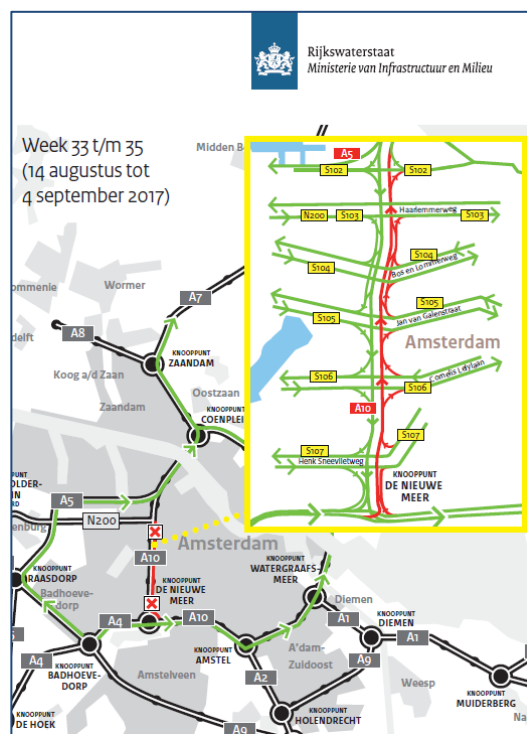 Rijkswaterstaat
Ministerie van Infrastructuur en Milieu
Week 33 t/m 35
(14 augustus tot
4 september 2017)
Midden
A5
S102
S102
Haarlemmerweg
N200
S103
S103
S104
Bos en Lommerweg
S104
S105
Jan van Galenstraat
S105
Amsterdam
Cornelis Lelylaan
S106
S106
A10
S107
S107
Henk Sneevlietweg
KNOOPPUNT
DE NIEUWE
MEER
Wormer
A7
A8
KNOOPPUNT
ZAANDAM
Koog a/d Zaan
Oostzaan
Zaandam
KNOOPPUNT
COENPLEI
A5
N200
Amsterdam
A10
KNOOPPUNT
RAASDORP
Badhoeve-
dorp
KNOOPPUNT
DE NIEUWE
MEER
KNOOPPUNT
WATERGRAAFS-
MEER
Diemen
A4
A10
A1
KNOOPPUNT
DIEMEN
A1
KNOOPPUNT
AMSTEL
A'dam-
Zuidoost
A9
A4
KNOOPPUNT
BADHOEVE-
DORP
Amstelveen
A2
Weesp
KNOOPPUNT
MUIDERBERG
KNOOPPUNT
DE HOEK
KNOOPPUNT
HOLENDRECHT
A9